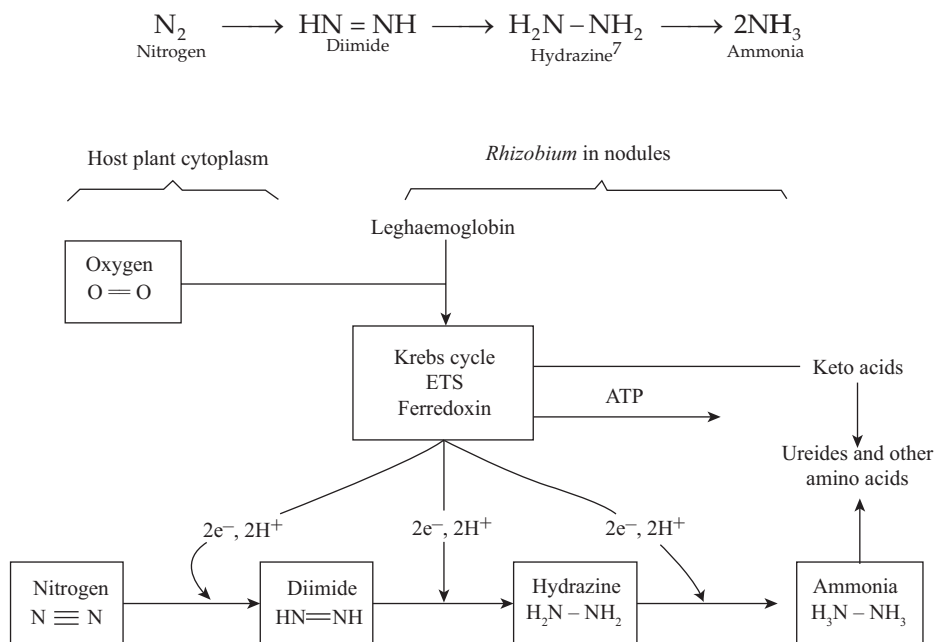 N₂ ⟶ HN = NH ⟶ H₂N – NH₂ ⟶ 2NH₃
Nitrogen Diimide Hydrazine⁷ Ammonia
Host plant cytoplasm Rhizobium in nodules
Leghaemoglobin
Oxygen
O = O
Krebs cycle
ETS
Ferredoxin
Keto acids
ATP
Ureides and other
amino acids
2e⁻, 2H⁺ 2e⁻, 2H⁺ 2e⁻, 2H⁺
Nitrogen Diimide Hydrazine Ammonia
N ≡ N HN=NH H₂N – NH₂ H₃N – NH₃